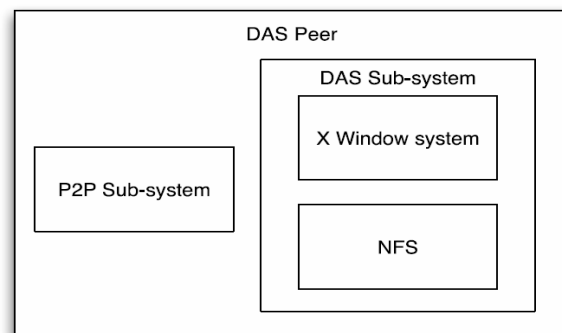 DAS Peer
DAS Sub-system
X Window system
P2P Sub-system
NFS